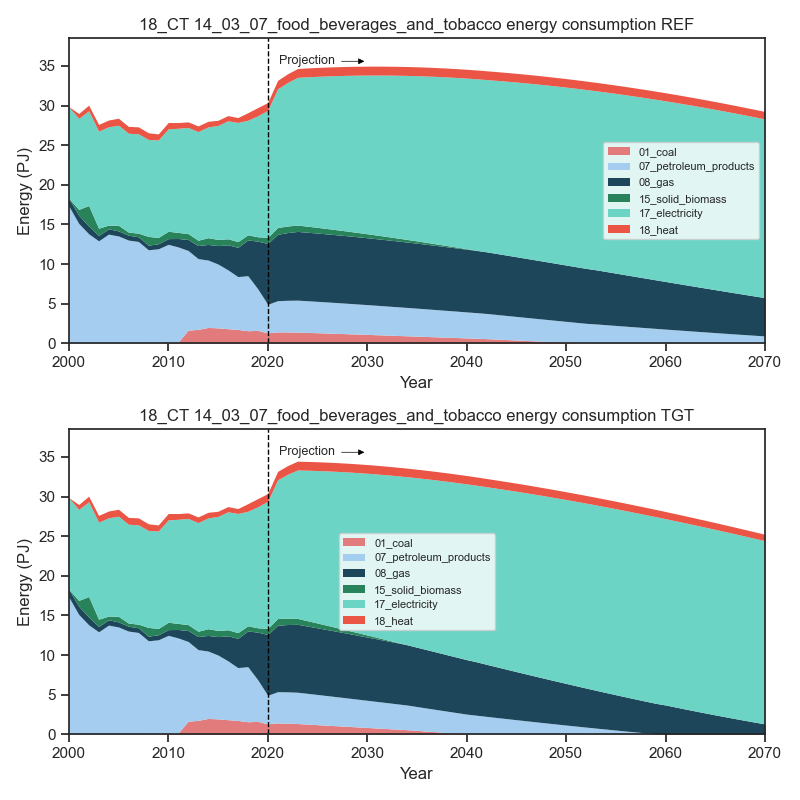 18_CT 14_03_07_food_beverages_and_tobacco energy consumption REF
Energy (PJ)
35
30
25
20
15
10
5
0
Projection
01_coal
07_petroleum_products
08_gas
15_solid_biomass
17_electricity
18_heat
2000 2010 2020 2030 2040 2050 2060 2070
Year
18_CT 14_03_07_food_beverages_and_tobacco energy consumption TGT
Energy (PJ)
35
30
25
20
15
10
5
0
Projection
01_coal
07_petroleum_products
08_gas
15_solid_biomass
17_electricity
18_heat
2000 2010 2020 2030 2040 2050 2060 2070
Year